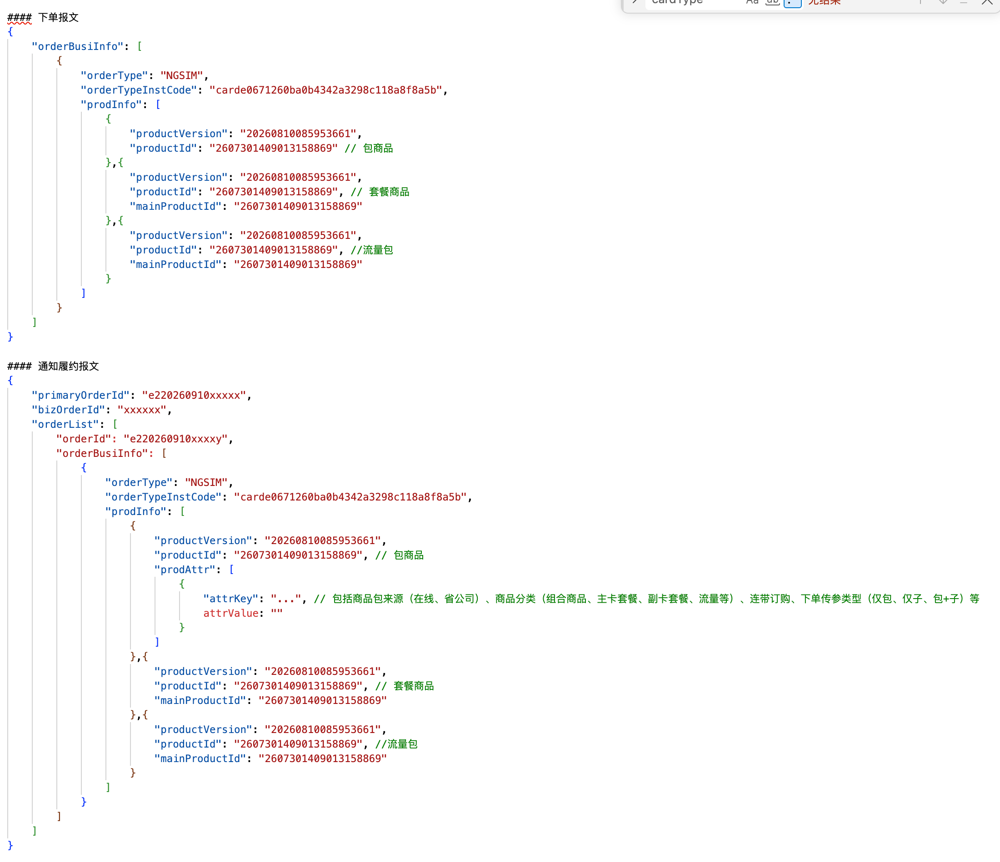 cardType Aa ab 无结果
#### 下单报文
{
    "orderBusiInfo": [
        {
            "orderType": "NGSIM",
            "orderTypeInstCode": "carde0671260ba0b4342a3298c118a8f8a5b",
            "prodInfo": [
                {
                    "productVersion": "20260810085953661",
                    "productId": "2607301409013158869" // 包商品
                },{
                    "productVersion": "20260810085953661",
                    "productId": "2607301409013158869", // 套餐商品
                    "mainProductId": "2607301409013158869"
                },{
                    "productVersion": "20260810085953661",
                    "productId": "2607301409013158869", //流量包
                    "mainProductId": "2607301409013158869"
                }
            ]
        }
    ]
}
#### 通知履约报文
{
    "primaryOrderId": "e220260910xxxxx",
    "bizOrderId": "xxxxxx",
    "orderList": [
        "orderId": "e220260910xxxxy",
        "orderBusiInfo": [
            {
                "orderType": "NGSIM",
                "orderTypeInstCode": "carde0671260ba0b4342a3298c118a8f8a5b",
                "prodInfo": [
                    {
                        "productVersion": "20260810085953661",
                        "productId": "2607301409013158869", // 包商品
                        "prodAttr": [
                            {
                                "attrKey": "...", // 包括商品包来源（在线、省公司）、商品分类（组合商品、主卡套餐、副卡套餐、流量等）、连带订购、下单传参类型（仅包、仅子、包+子）等
                                attrValue: ""
                            }
                        ]
                    },{
                        "productVersion": "20260810085953661",
                        "productId": "2607301409013158869", // 套餐商品
                        "mainProductId": "2607301409013158869"
                    },{
                        "productVersion": "20260810085953661",
                        "productId": "2607301409013158869", //流量包
                        "mainProductId": "2607301409013158869"
                    }
                ]
            }
        ]
    ]
}